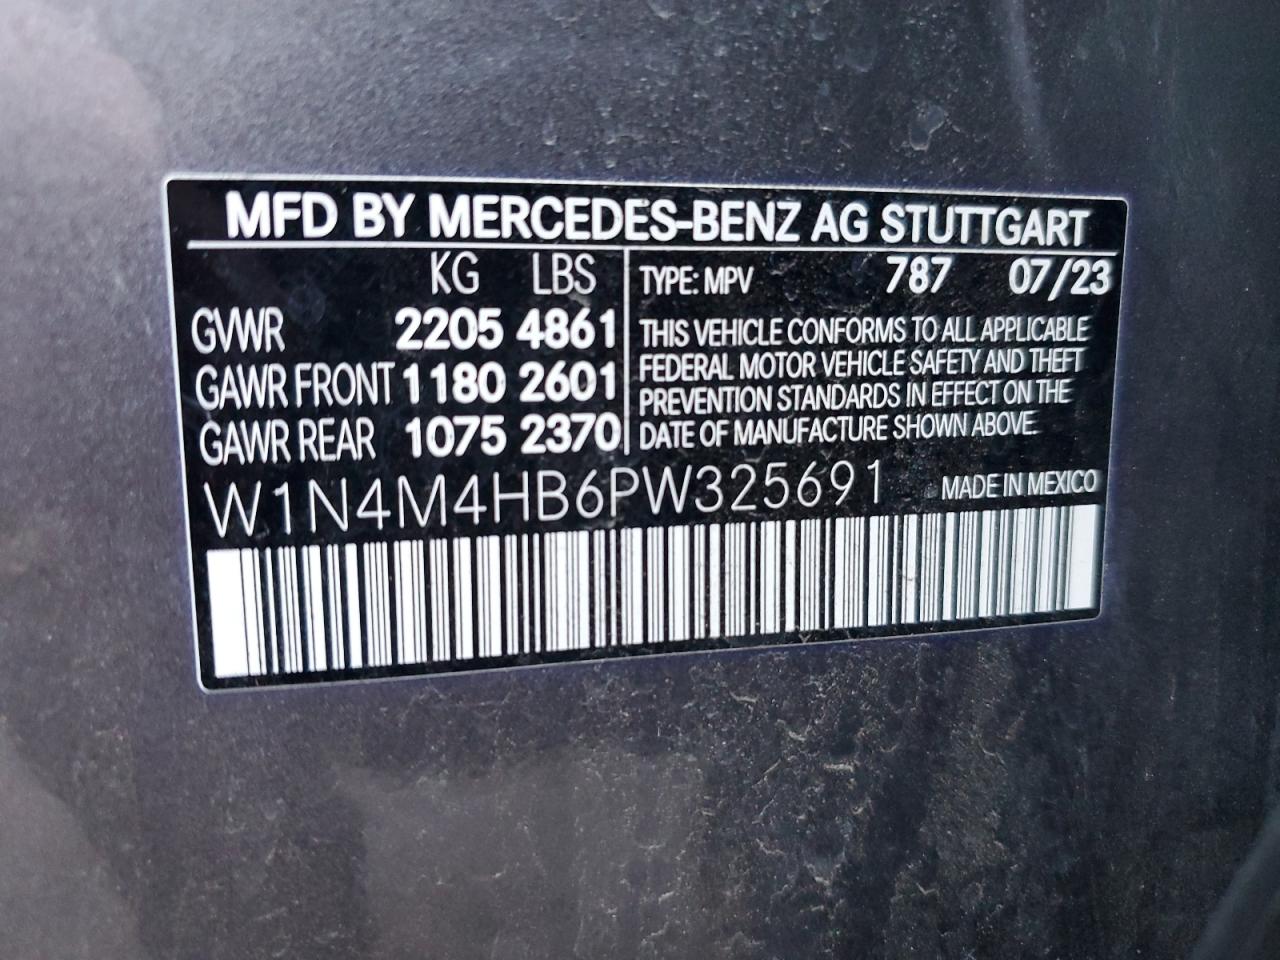 MFD BY MERCEDES-BENZ AG STUTTGART
KG LBS
GVWR 2205 4861
GAWR FRONT 1180 2601
GAWR REAR 1075 2370
TYPE: MPV 787 07/23
THIS VEHICLE CONFORMS TO ALL APPLICABLE
FEDERAL MOTOR VEHICLE SAFETY AND THEFT
PREVENTION STANDARDS IN EFFECT ON THE
DATE OF MANUFACTURE SHOWN ABOVE.
W1N4M4HB6PW325691 MADE IN MEXICO